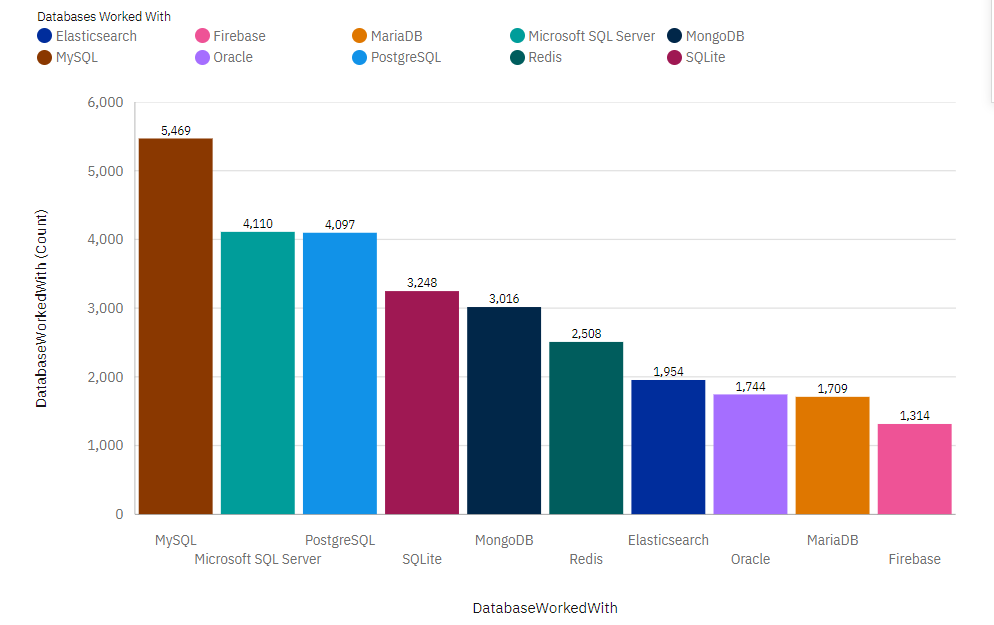 Databases Worked With
Elasticsearch Firebase MariaDB Microsoft SQL Server MongoDB
MySQL Oracle PostgreSQL Redis SQLite
6,000
5,469
5,000
4,110
4,097
4,000
3,248
3,016
3,000
2,508
2,000
1,954
1,744
1,709
1,314
1,000
0
DatabaseWorkedWith (Count)
MySQL PostgreSQL MongoDB Elasticsearch MariaDB
Microsoft SQL Server SQLite Redis Oracle Firebase
DatabaseWorkedWith